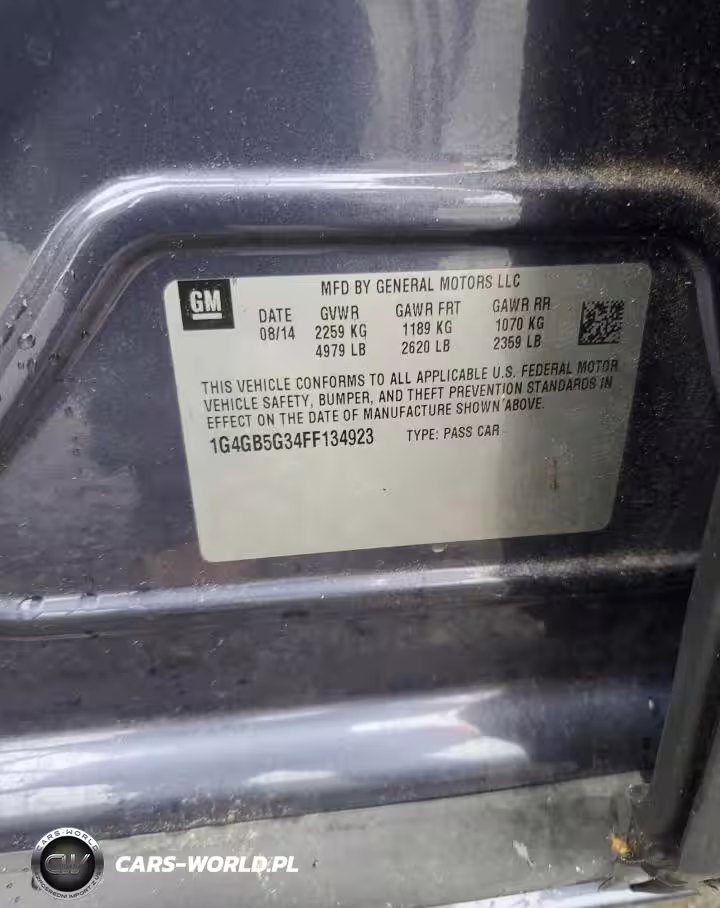 GM
MFD BY GENERAL MOTORS LLC
DATE GVWR GAWR FRT GAWR RR
08/14 2259 KG 1189 KG 1070 KG
4979 LB 2620 LB 2359 LB
THIS VEHICLE CONFORMS TO ALL APPLICABLE U.S. FEDERAL MOTOR
VEHICLE SAFETY, BUMPER, AND THEFT PREVENTION STANDARDS IN
EFFECT ON THE DATE OF MANUFACTURE SHOWN ABOVE.
1G4GB5G34FF134923 TYPE: PASS CAR
CARS-WORLD
CW
CARS-WORLD.PL